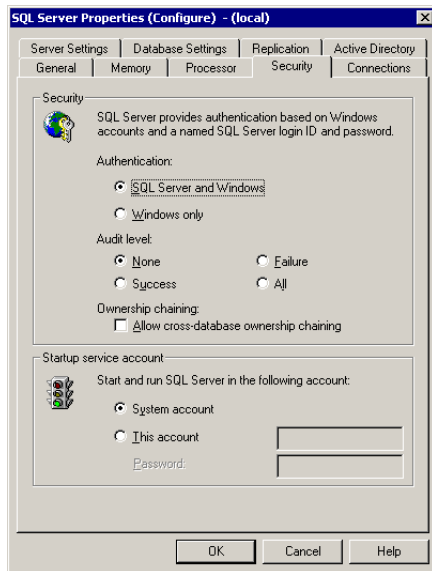 SQL Server Properties (Configure) - (local)
Server Settings
Database Settings
Replication
Active Directory
General
Memory
Processor
Security
Connections
Security
SQL Server provides authentication based on Windows
accounts and a named SQL Server login ID and password.
Authentication:
SQL Server and Windows
Windows only
Audit level:
None
Failure
Success
All
Ownership chaining:
Allow cross-database ownership chaining
Startup service account
Start and run SQL Server in the following account:
System account
This account
Password:
OK
Cancel
Help